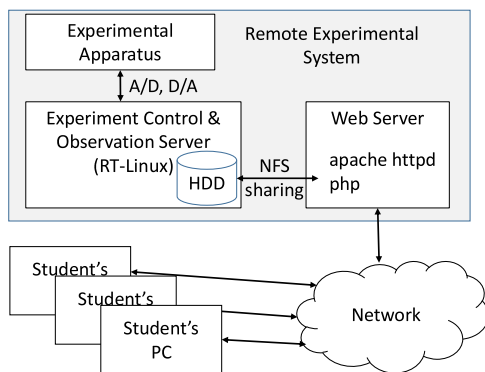 Experimental
Apparatus
Remote Experimental
System
A/D, D/A
Experiment Control &
Observation Server
(RT-Linux)
HDD
NFS
sharing
Web Server
apache httpd
php
Student's
Student's
Student's
PC
Network